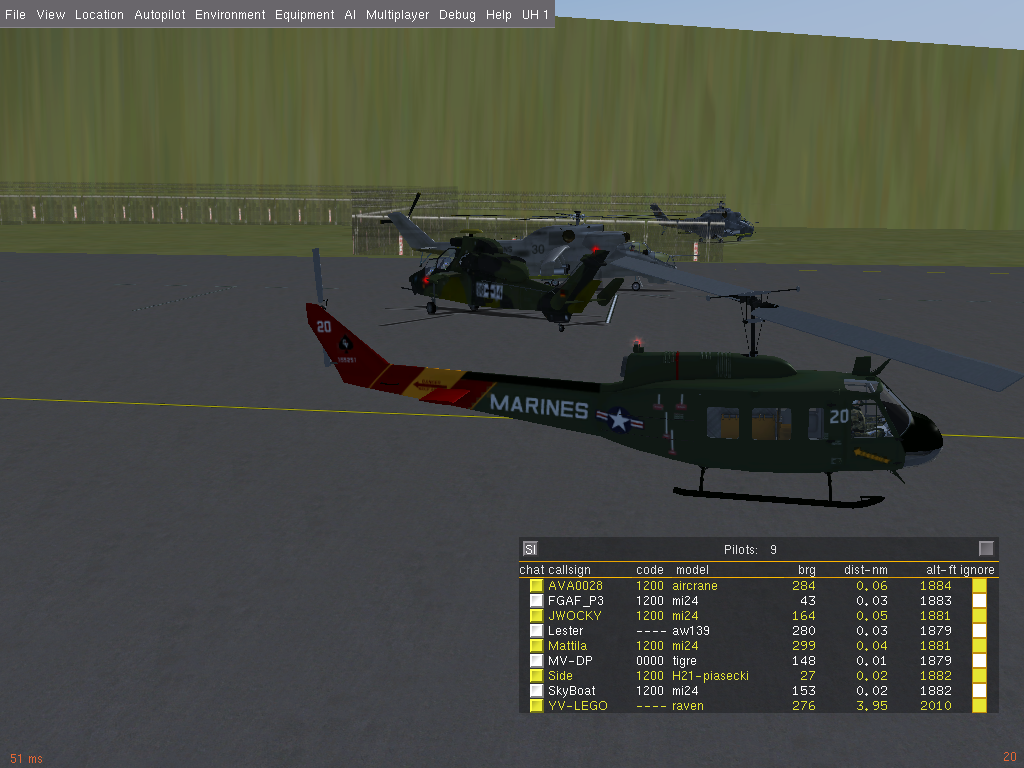 File View Location Autopilot Environment Equipment AI Multiplayer Debug Help UH 1
30
20
MARINES
20
SI Pilots: 9
chat callsign code model brg dist-nm alt-ft ignore
AVA0028 1200 aircrane 284 0.06 1884
FGAF_P3 1200 mi24 43 0.03 1883
JWOCKY 1200 mi24 164 0.05 1881
Lester ---- aw139 280 0.03 1879
Mattila 1200 mi24 299 0.04 1881
MV-DP 0000 tigre 148 0.01 1879
Side 1200 H21-piasecki 27 0.02 1882
SkyBoat 1200 mi24 153 0.02 1882
YV-LEGO ---- raven 276 3.95 2010
51 ms 20